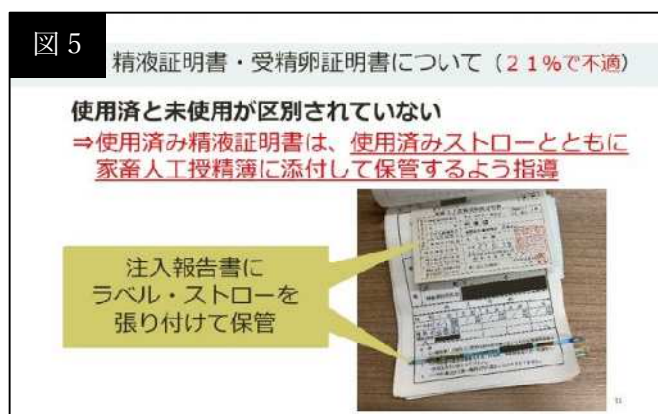 図５
精液証明書・受精卵証明書について（２１％で不適）
使用済と未使用が区別されていない
⇒使用済み精液証明書は、使用済みストローとともに
家畜人工授精簿に添付して保管するよう指導
注入報告書に
ラベル・ストローを
張り付けて保管